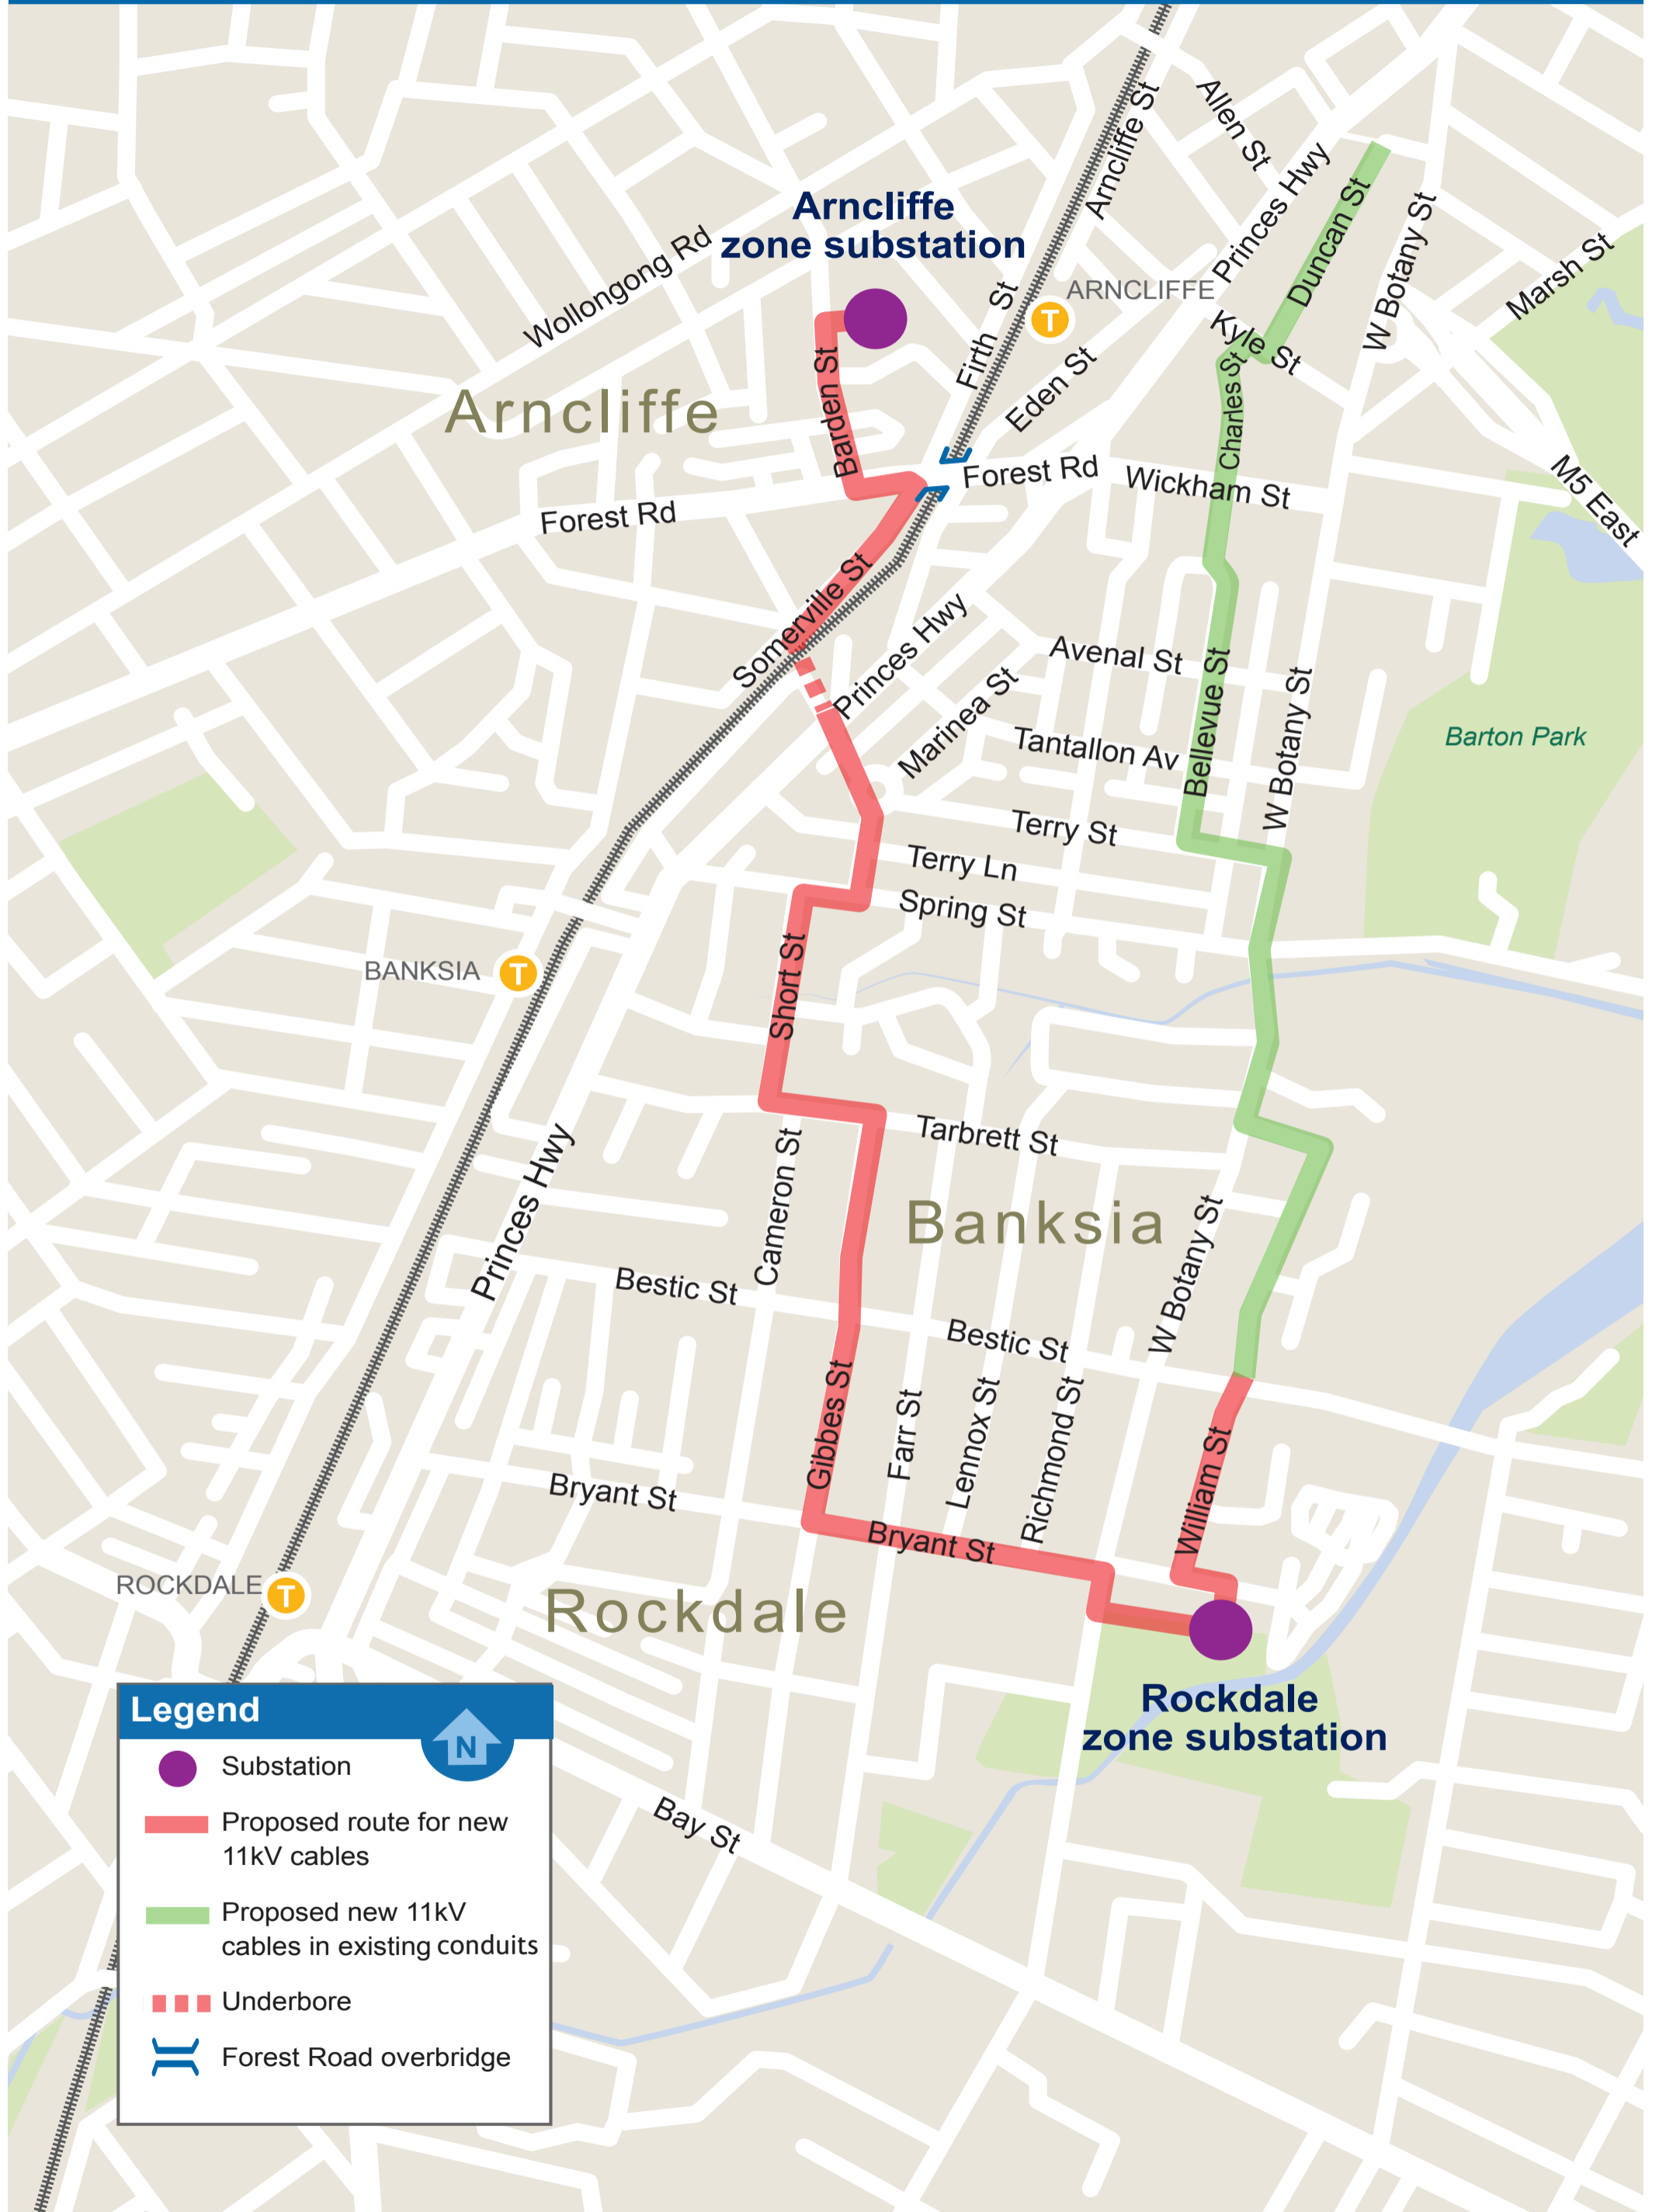 Allen St
Arncliffe St
Princes Hwy
Duncan St
W Botany St
Marsh St
Arncliffe
zone substation
Wollongong Rd
Firth St
ARNCLIFFE
T
Kyle St
Eden St
Barden St
Charles St
Arncliffe
Forest Rd
Wickham St
M5 East
Forest Rd
Somerville St
Princes Hwy
Avenal St
Marinea St
Bellevue St
W Botany St
Barton Park
Tantallon Av
Terry St
Terry Ln
Spring St
BANKSIA
T
Short St
Tarbrett St
Princes Hwy
Cameron St
Banksia
W Botany St
Bestic St
Bestic St
Gibbes St
Farr St
Lennox St
Richmond St
William St
Bryant St
Bryant St
ROCKDALE
T
Rockdale
Rockdale
zone substation
Bay St
Legend
N
Substation
Proposed route for new
11kV cables
Proposed new 11kV
cables in existing conduits
Underbore
Forest Road overbridge